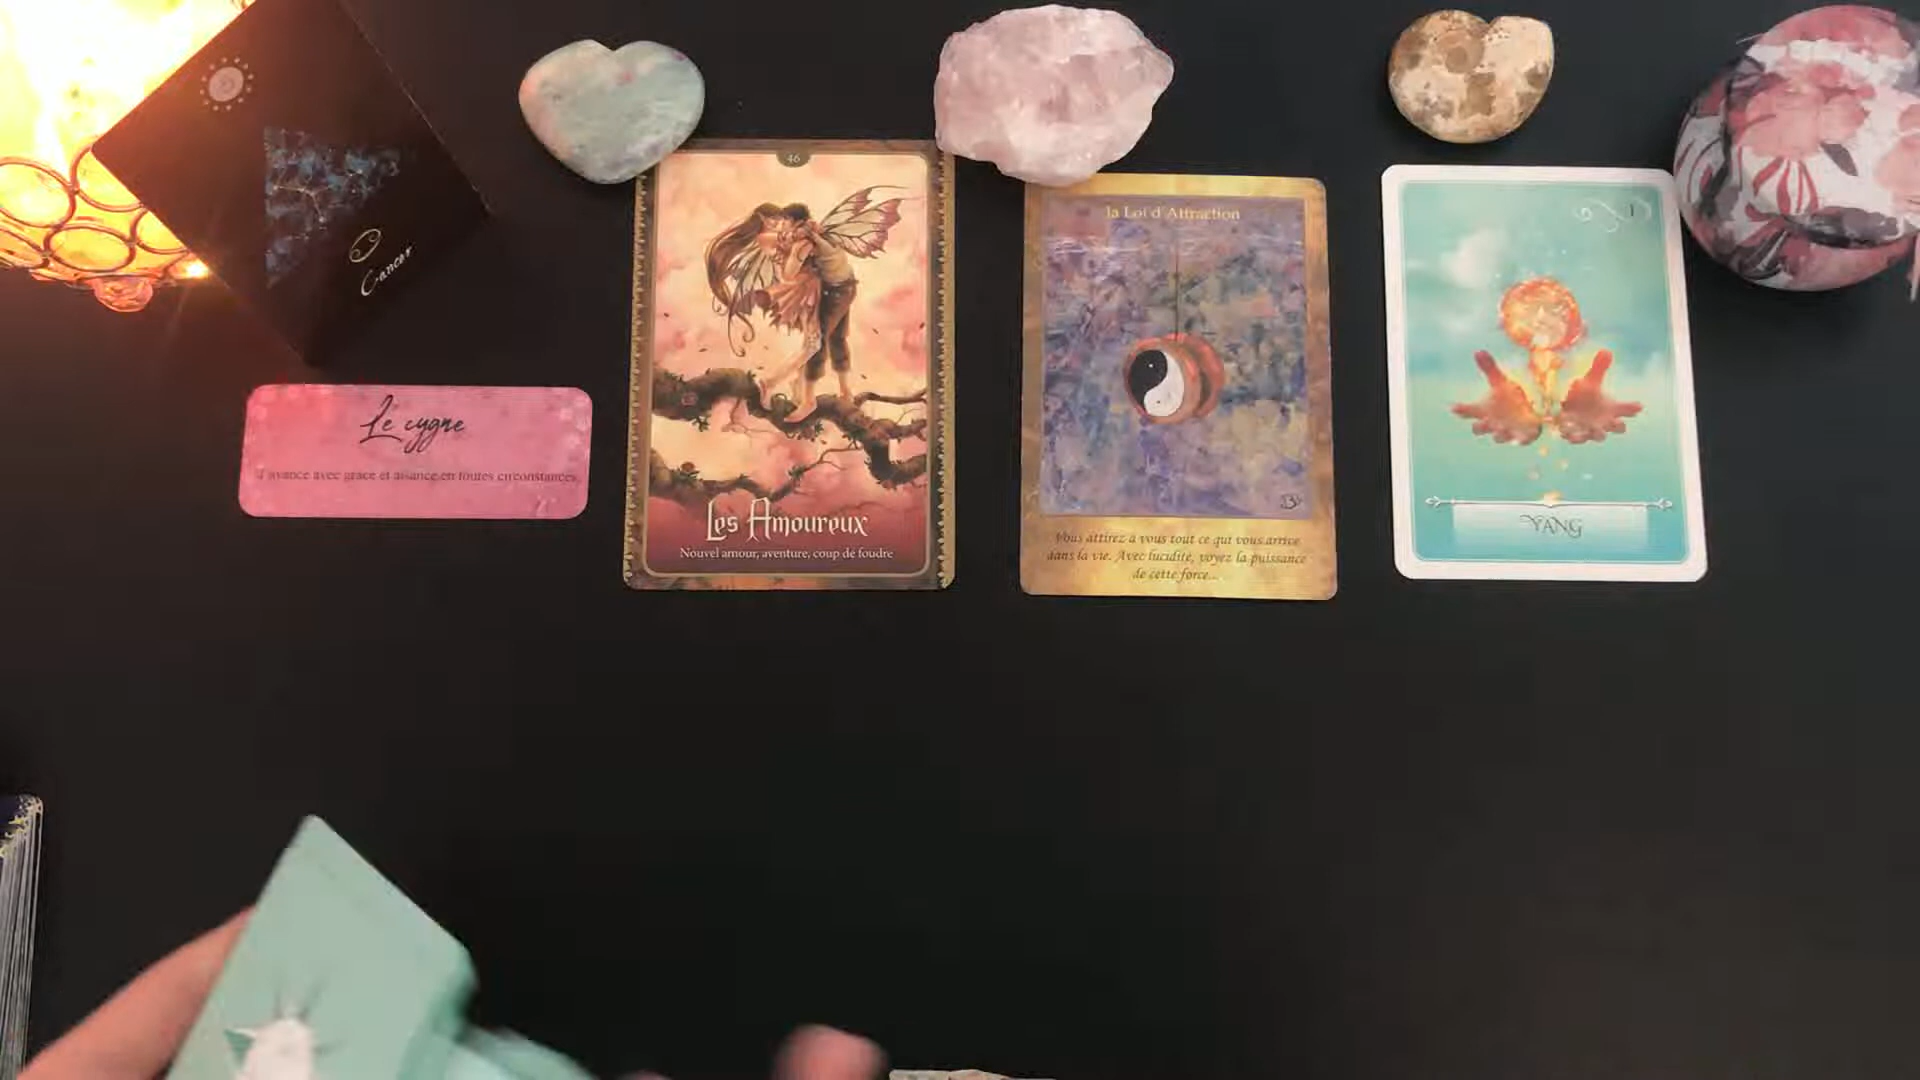 Cancer
Le cygne
J'avance avec grâce et aisance en toutes circonstances.
46
Les Amoureux
Nouvel amour, aventure, coup de foudre
la Loi d'Attraction
Vous attirez à vous tout ce qui vous arrive
dans la vie. Avec lucidité, voyez la puissance
de cette force...
1
YANG